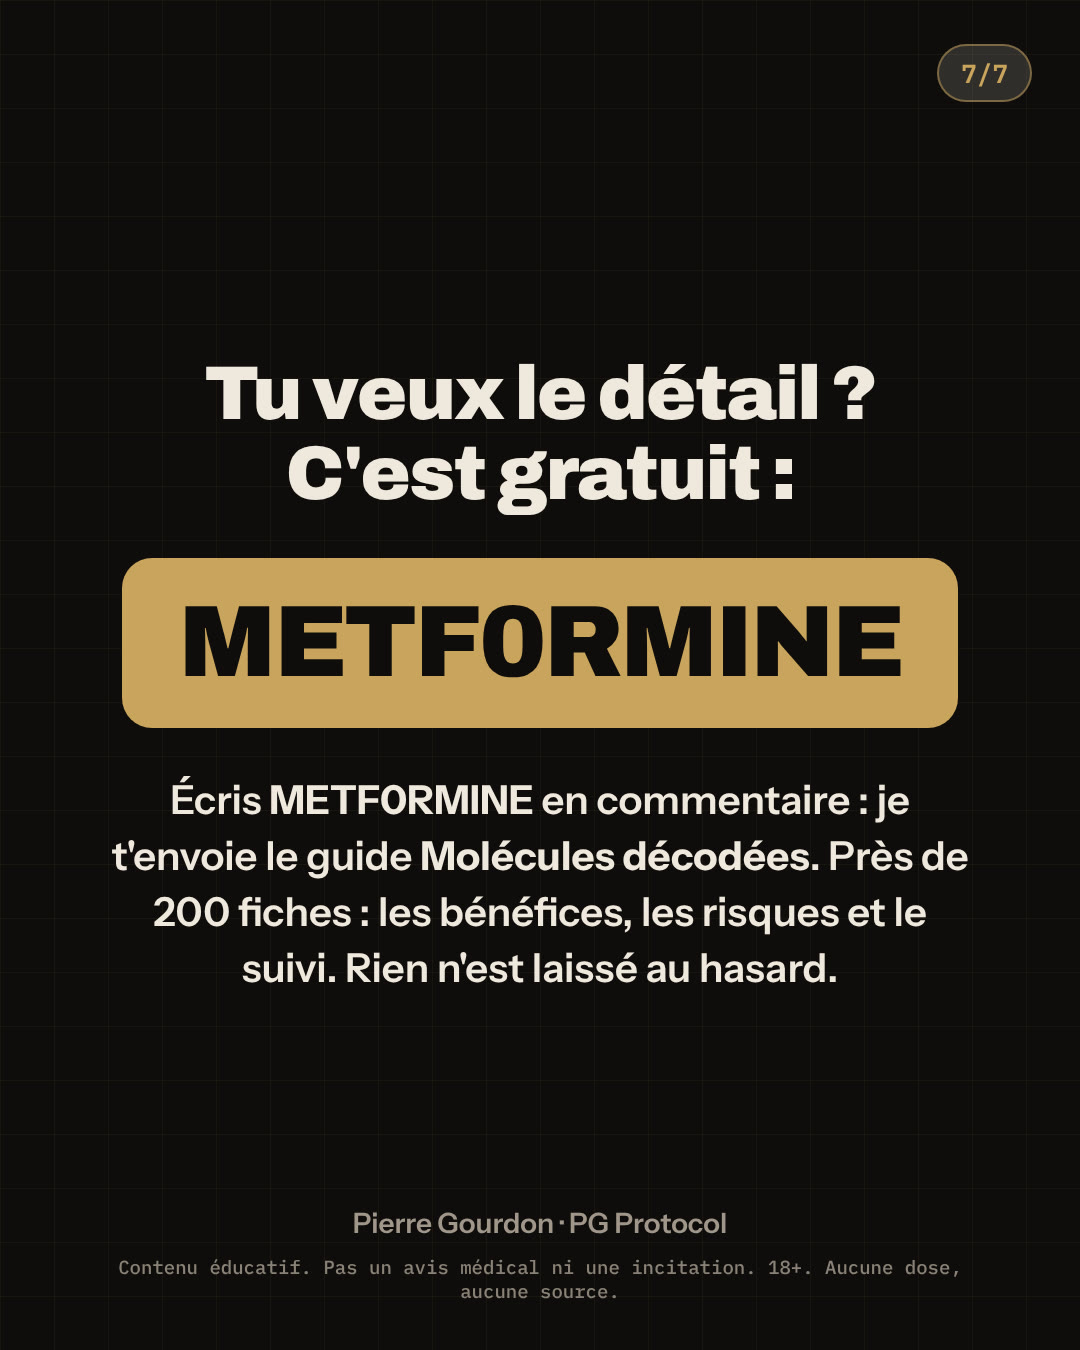 7/7
Tu veux le détail ?
C'est gratuit :
METF0RMINE
Écris METF0RMINE en commentaire : je
t'envoie le guide Molécules décodées. Près de
200 fiches : les bénéfices, les risques et le
suivi. Rien n'est laissé au hasard.
Pierre Gourdon · PG Protocol
Contenu éducatif. Pas un avis médical ni une incitation. 18+. Aucune dose,
aucune source.